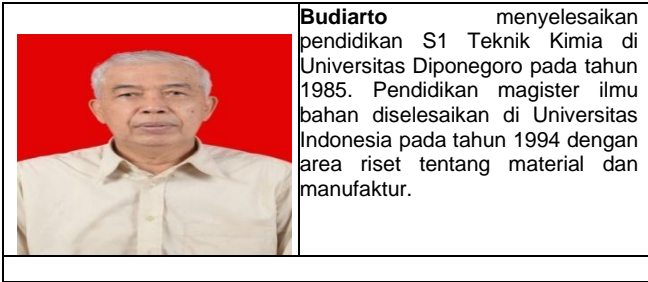 Budiarto menyelesaikan
pendidikan S1 Teknik Kimia di
Universitas Diponegoro pada tahun
1985. Pendidikan magister ilmu
bahan diselesaikan di Universitas
Indonesia pada tahun 1994 dengan
area riset tentang material dan
manufaktur.